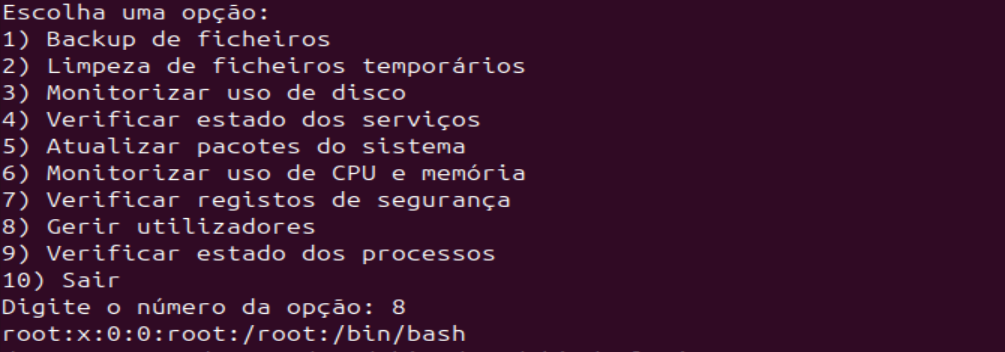 Escolha uma opção:
1) Backup de ficheiros
2) Limpeza de ficheiros temporários
3) Monitorizar uso de disco
4) Verificar estado dos serviços
5) Atualizar pacotes do sistema
6) Monitorizar uso de CPU e memória
7) Verificar registos de segurança
8) Gerir utilizadores
9) Verificar estado dos processos
10) Sair
Digite o número da opção: 8
root:x:0:0:root:/root:/bin/bash